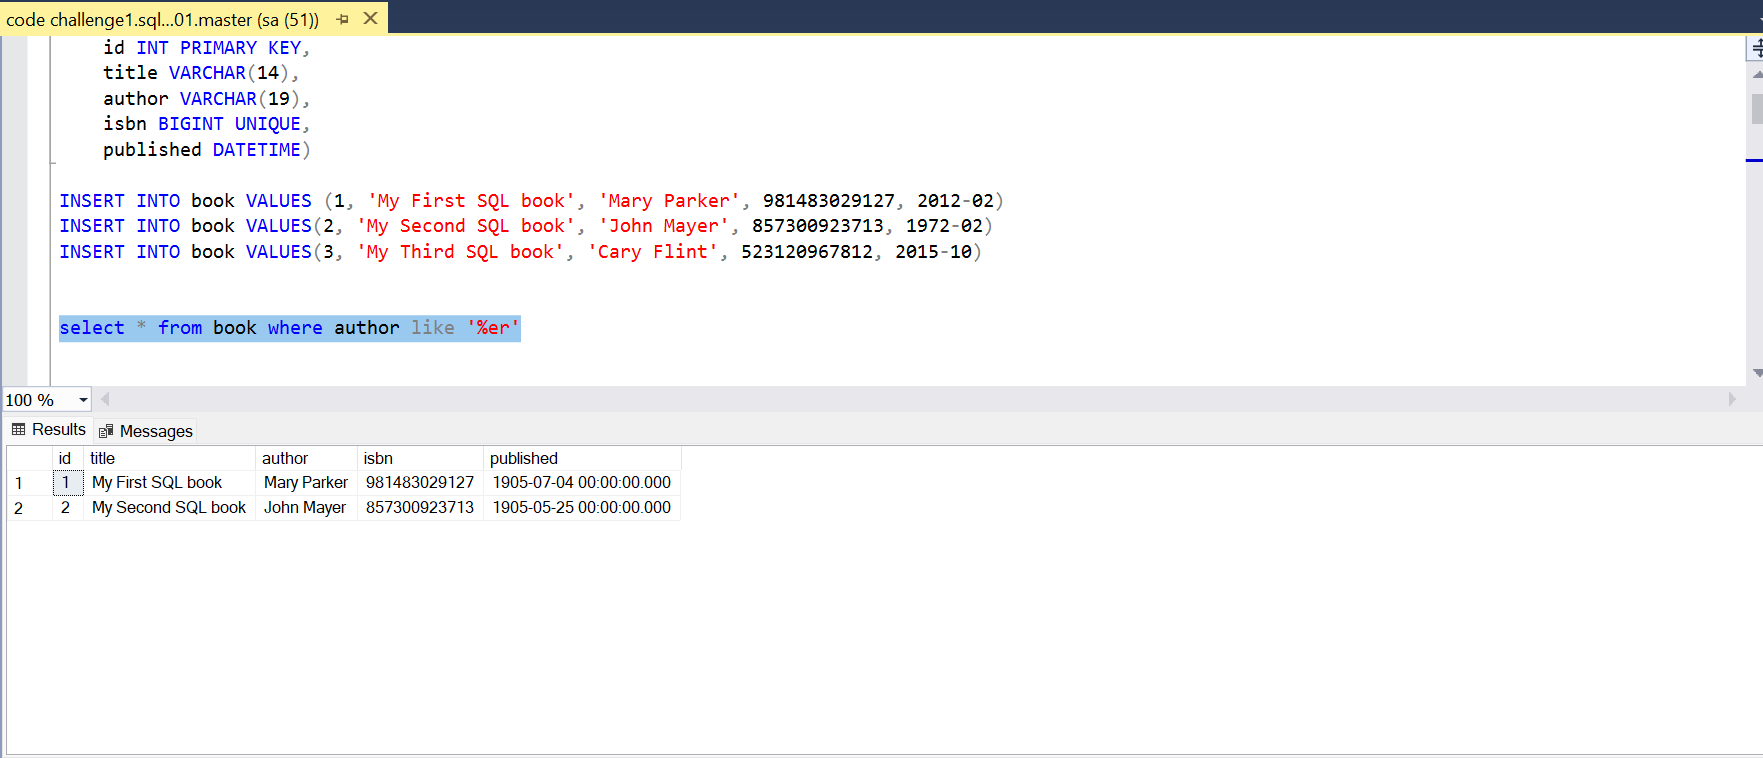 code challenge1.sql...01.master (sa (51))
id INT PRIMARY KEY,
title VARCHAR(14),
author VARCHAR(19),
isbn BIGINT UNIQUE,
published DATETIME)
INSERT INTO book VALUES (1, 'My First SQL book', 'Mary Parker', 981483029127, 2012-02)
INSERT INTO book VALUES(2, 'My Second SQL book', 'John Mayer', 857300923713, 1972-02)
INSERT INTO book VALUES(3, 'My Third SQL book', 'Cary Flint', 523120967812, 2015-10)
select * from book where author like '%er'
100 %
Results Messages
id title author isbn published
1 1 My First SQL book Mary Parker 981483029127 1905-07-04 00:00:00.000
2 2 My Second SQL book John Mayer 857300923713 1905-05-25 00:00:00.000